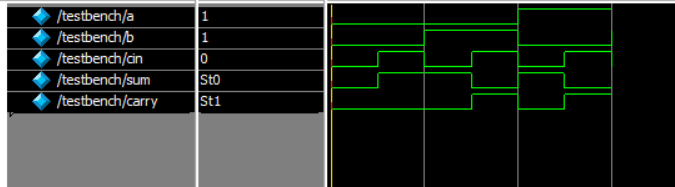 /testbench/a 1
/testbench/b 1
/testbench/cin 0
/testbench/sum St0
/testbench/carry St1